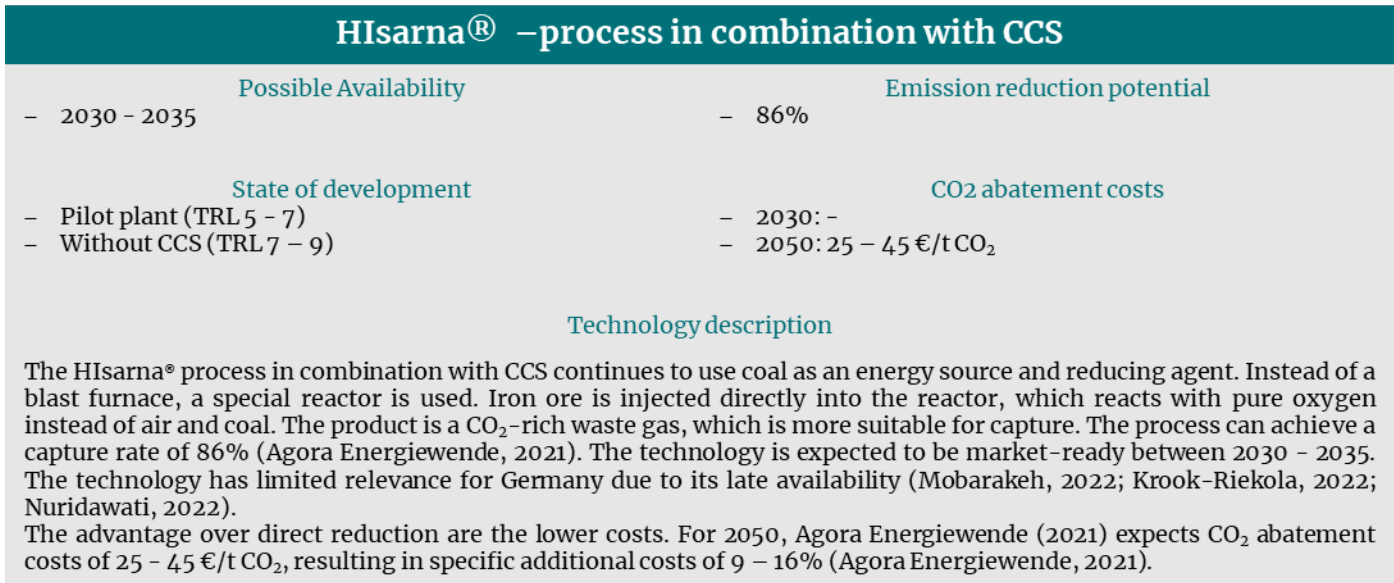 HIsarna® –process in combination with CCS
Possible Availability
– 2030 - 2035
Emission reduction potential
– 86%
State of development
– Pilot plant (TRL 5 - 7)
– Without CCS (TRL 7 – 9)
CO2 abatement costs
– 2030: -
– 2050: 25 – 45 €/t CO₂
Technology description
The HIsarna® process in combination with CCS continues to use coal as an energy source and reducing agent. Instead of a
blast furnace, a special reactor is used. Iron ore is injected directly into the reactor, which reacts with pure oxygen
instead of air and coal. The product is a CO₂-rich waste gas, which is more suitable for capture. The process can achieve a
capture rate of 86% (Agora Energiewende, 2021). The technology is expected to be market-ready between 2030 - 2035.
The technology has limited relevance for Germany due to its late availability (Mobarakeh, 2022; Krook-Riekola, 2022;
Nuridawati, 2022).
The advantage over direct reduction are the lower costs. For 2050, Agora Energiewende (2021) expects CO₂ abatement
costs of 25 - 45 €/t CO₂, resulting in specific additional costs of 9 – 16% (Agora Energiewende, 2021).